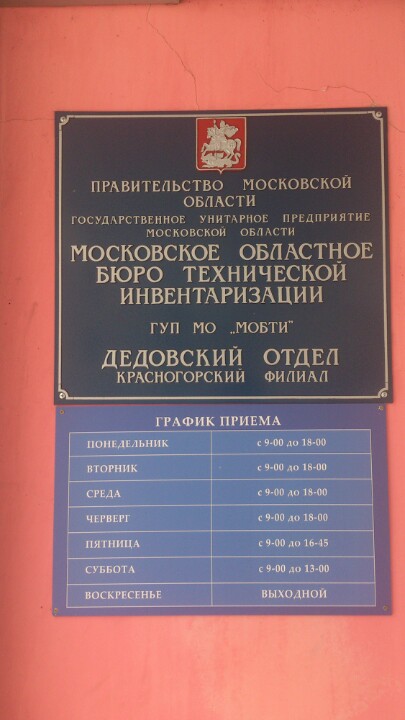 ПРАВИТЕЛЬСТВО МОСКОВСКОЙ
ОБЛАСТИ
ГОСУДАРСТВЕННОЕ УНИТАРНОЕ ПРЕДПРИЯТИЕ
МОСКОВСКОЙ ОБЛАСТИ
МОСКОВСКОЕ ОБЛАСТНОЕ
БЮРО ТЕХНИЧЕСКОЙ
ИНВЕНТАРИЗАЦИИ
ГУП МО „МОБТИ"
ДЕДОВСКИЙ ОТДЕЛ
КРАСНОГОРСКИЙ ФИЛИАЛ
ГРАФИК ПРИЕМА
ПОНЕДЕЛЬНИК с 9-00 до 18-00
ВТОРНИК с 9-00 до 18-00
СРЕДА с 9-00 до 18-00
ЧЕРВЕРГ с 9-00 до 18-00
ПЯТНИЦА с 9-00 до 16-45
СУББОТА с 9-00 до 13-00
ВОСКРЕСЕНЬЕ ВЫХОДНОЙ